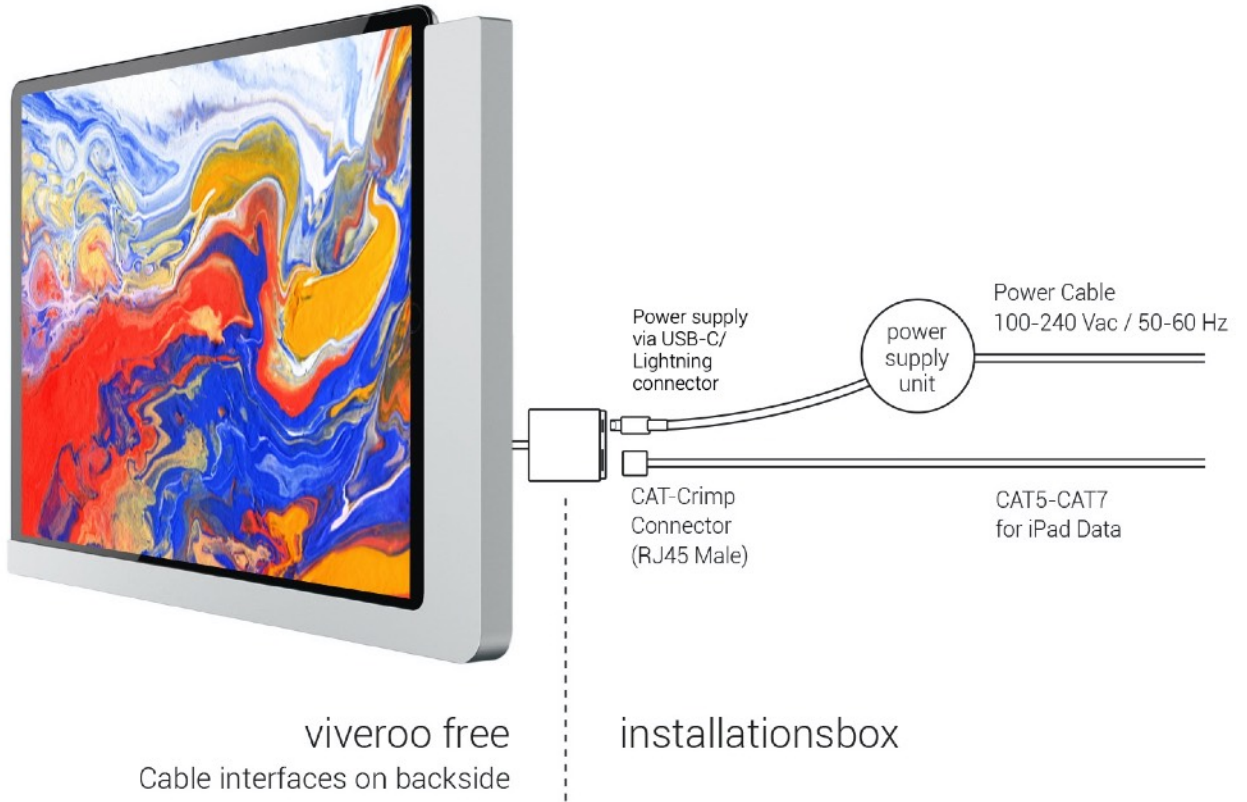 Power supply
via USB-C/
Lightning
connector
power
supply
unit
Power Cable
100-240 Vac / 50-60 Hz
CAT-Crimp
Connector
(RJ45 Male)
CAT5-CAT7
for iPad Data
viveroo free
Cable interfaces on backside
installationsbox